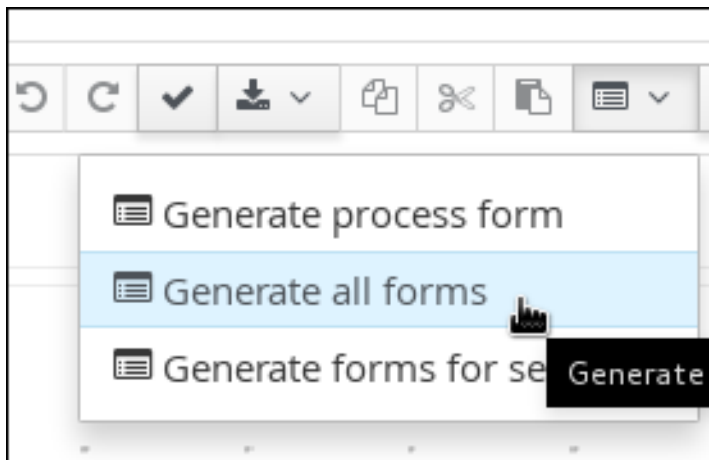 Generate process form
Generate all forms
Generate forms for se
Generate